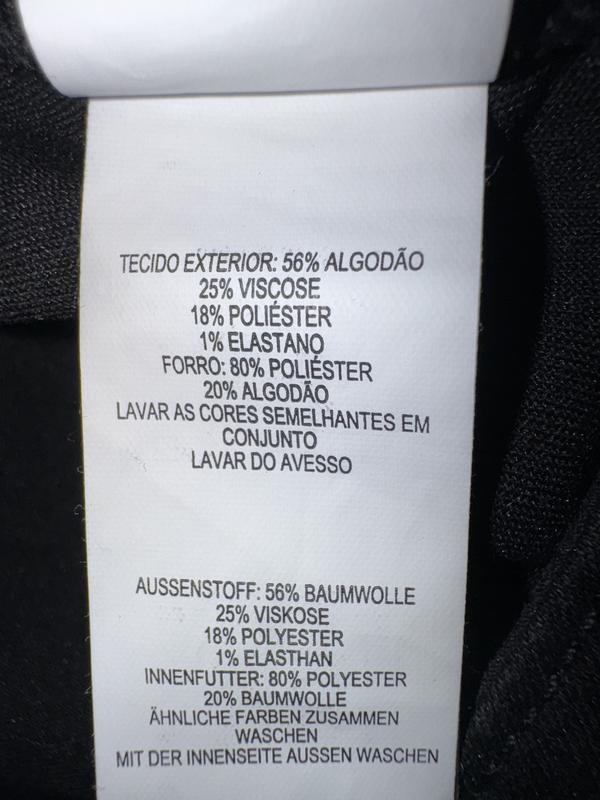 TECIDO EXTERIOR: 56% ALGODÃO
25% VISCOSE
18% POLIÉSTER
1% ELASTANO
FORRO: 80% POLIÉSTER
20% ALGODÃO
LAVAR AS CORES SEMELHANTES EM
CONJUNTO
LAVAR DO AVESSO
AUSSENSTOFF: 56% BAUMWOLLE
25% VISKOSE
18% POLYESTER
1% ELASTHAN
INNENFUTTER: 80% POLYESTER
20% BAUMWOLLE
ÄHNLICHE FARBEN ZUSAMMEN
WASCHEN
MIT DER INNENSEITE AUSSEN WASCHEN